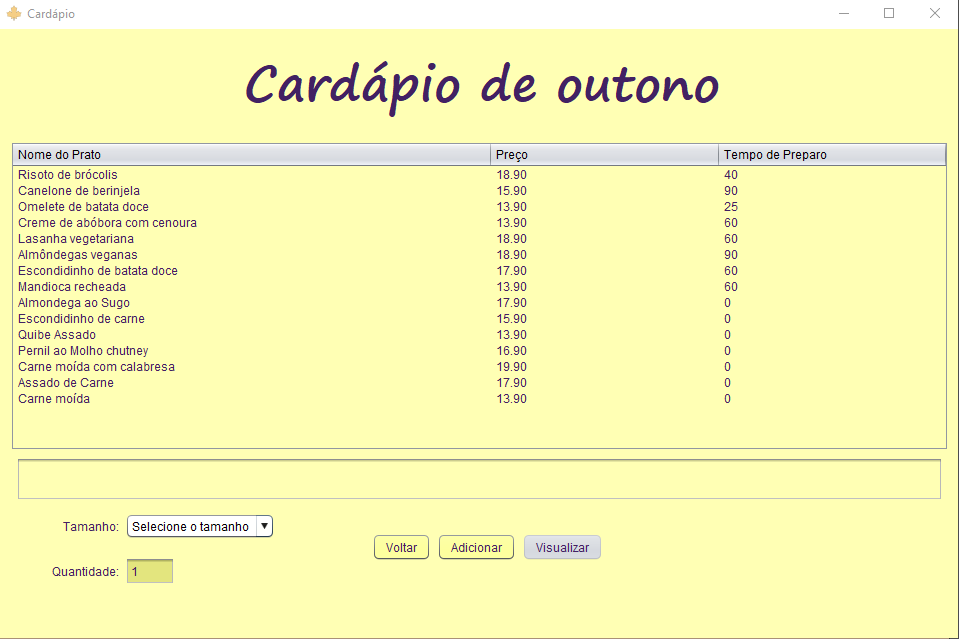 Cardápio
Cardápio de outono
Nome do Prato Preço Tempo de Preparo
Risoto de brócolis 18.90 40
Canelone de berinjela 15.90 90
Omelete de batata doce 13.90 25
Creme de abóbora com cenoura 13.90 60
Lasanha vegetariana 18.90 60
Almôndegas veganas 18.90 90
Escondidinho de batata doce 17.90 60
Mandioca recheada 13.90 60
Almondega ao Sugo 17.90 0
Escondidinho de carne 15.90 0
Quibe Assado 13.90 0
Pernil ao Molho chutney 16.90 0
Carne moída com calabresa 19.90 0
Assado de Carne 17.90 0
Carne moída 13.90 0
Tamanho: Selecione o tamanho
Voltar Adicionar Visualizar
Quantidade: 1